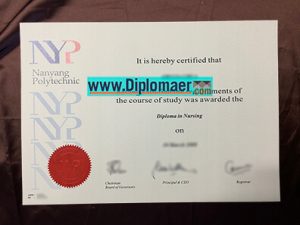 NYP
Nanyang
Polytechnic
It is hereby certified that
www.Diplomaer.com
ments of
the course of study was awarded the
Diploma in Nursing
on
Chairman
Board of Governors
Principal & CEO
Registrar